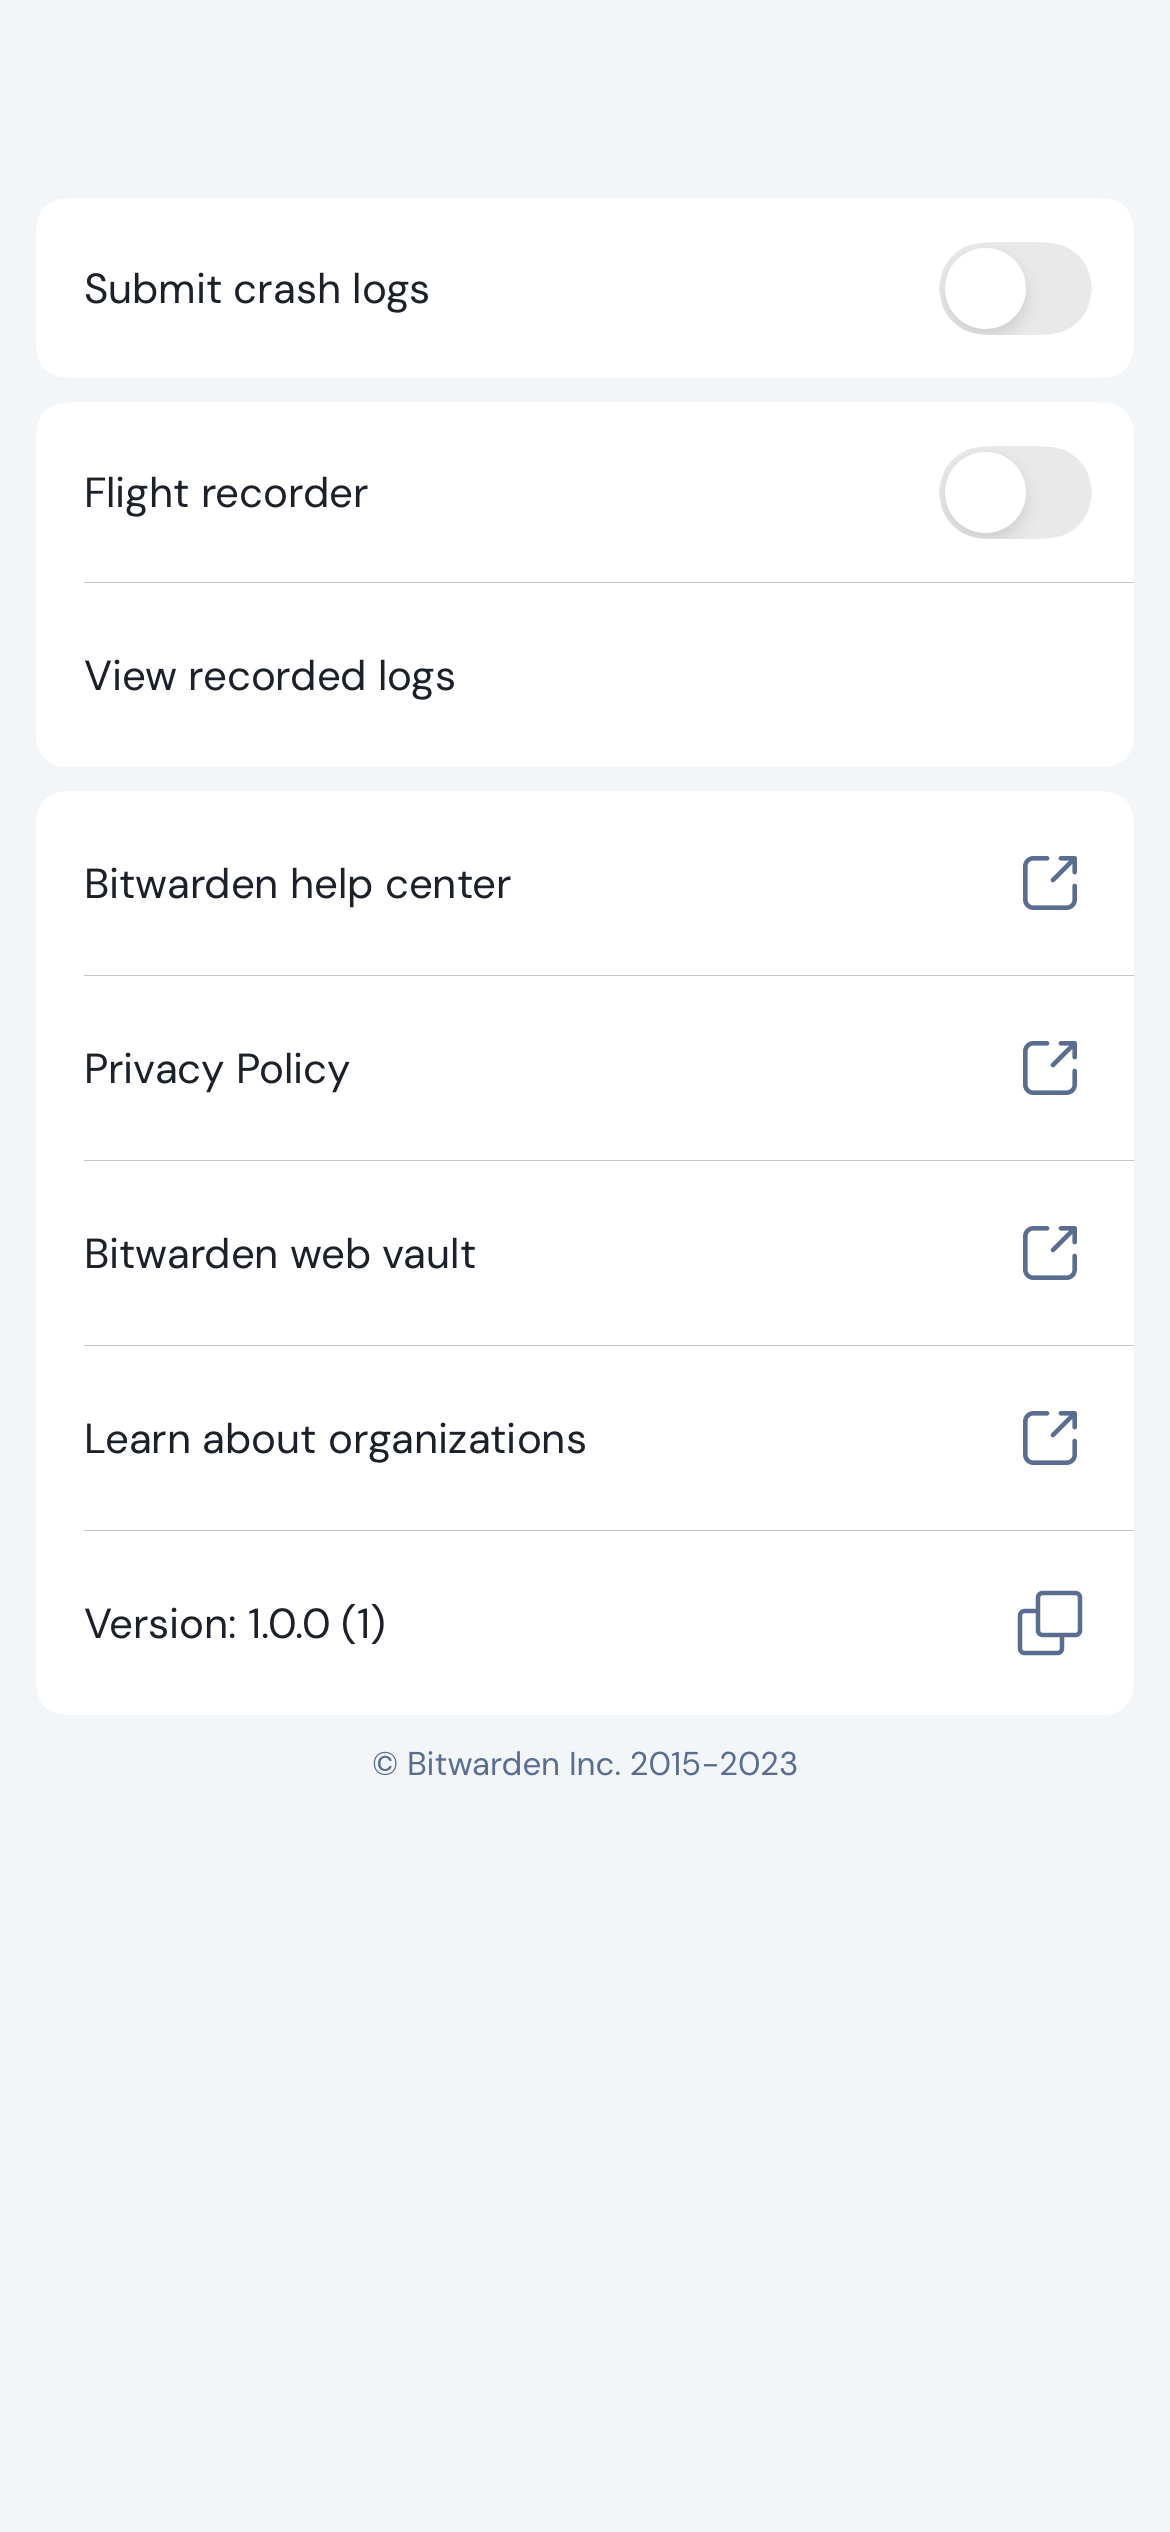 Submit crash logs
Flight recorder
View recorded logs
Bitwarden help center
Privacy Policy
Bitwarden web vault
Learn about organizations
Version: 1.0.0 (1)
© Bitwarden Inc. 2015-2023